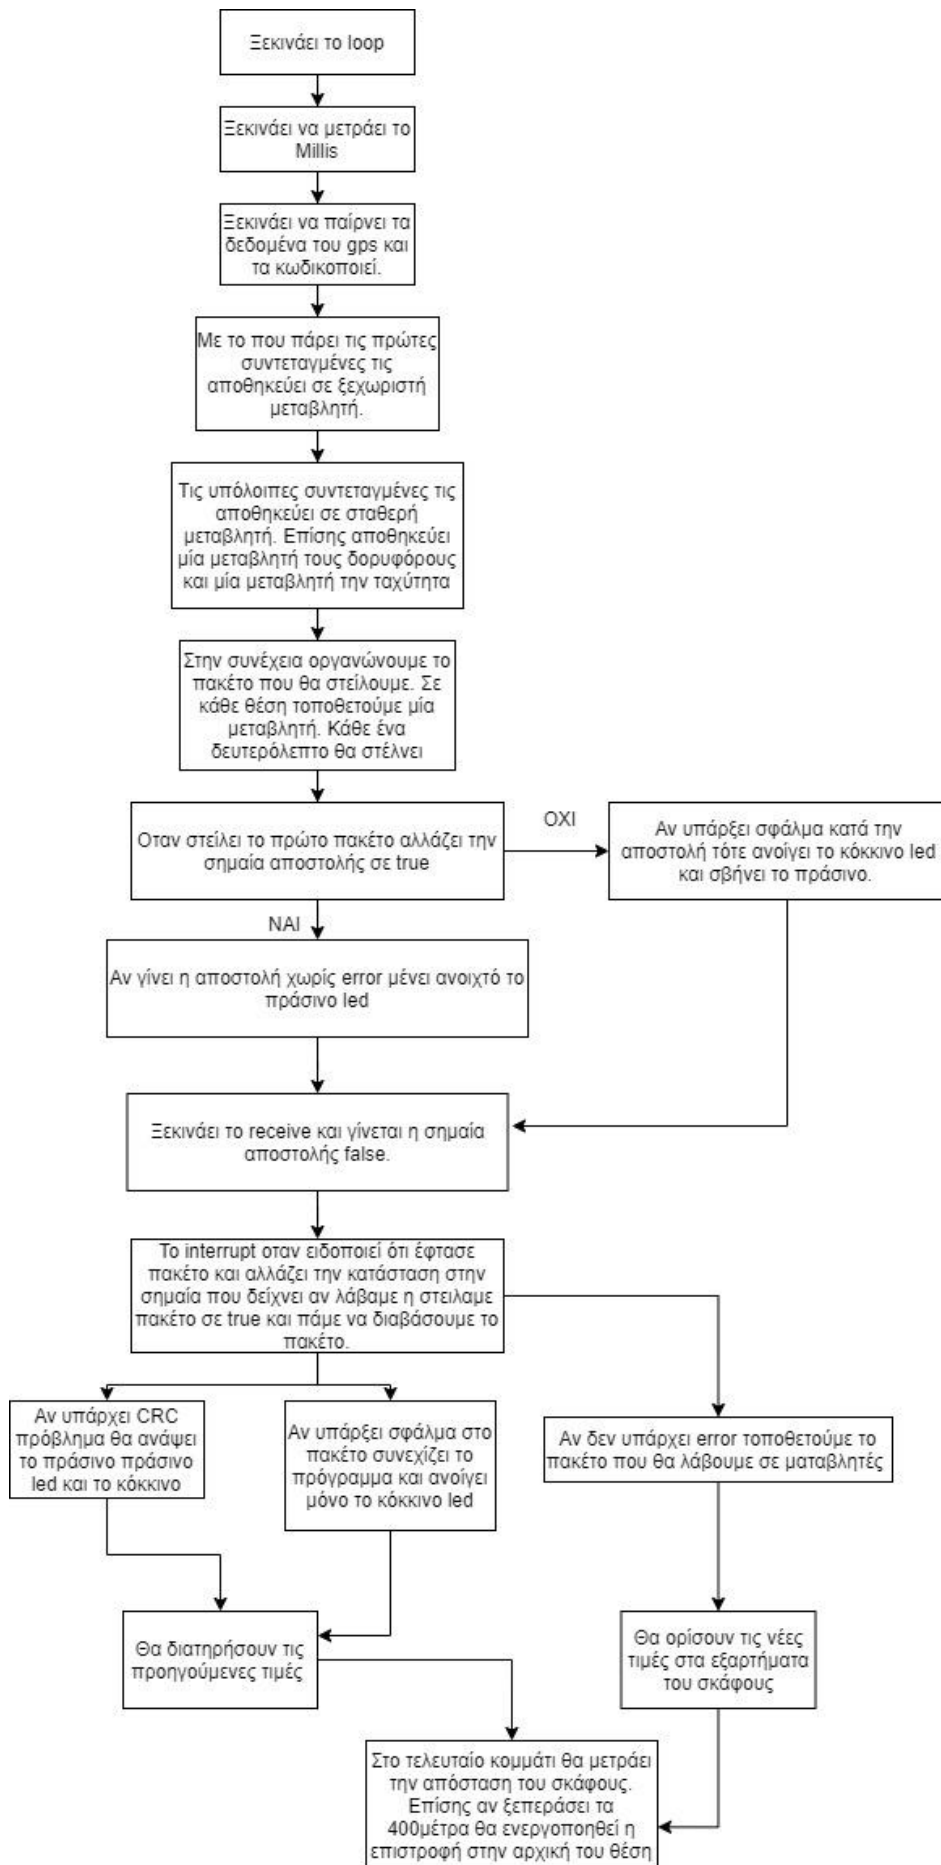 Ξεκινάει το loop
Ξεκινάει να μετράει το
Millis
Ξεκινάει να παίρνει τα
δεδομένα του gps και
τα κωδικοποιεί.
Με το που πάρει τις πρώτες
συντεταγμένες τις
αποθηκεύει σε ξεχωριστή
μεταβλητή.
Τις υπόλοιπες συντεταγμένες τις
αποθηκεύει σε σταθερή
μεταβλητή. Επίσης αποθηκεύει
μία μεταβλητή τους δορυφόρους
και μία μεταβλητή την ταχύτητα
Στην συνέχεια οργανώνουμε το
πακέτο που θα στείλουμε. Σε
κάθε θέση τοποθετούμε μία
μεταβλητή. Κάθε ένα
δευτερόλεπτο θα στέλνει
Οταν στείλει το πρώτο πακέτο αλλάζει την
σημαία αποστολής σε true
ΟΧΙ
Αν υπάρξει σφάλμα κατά την
αποστολή τότε ανοίγει το κόκκινο led
και σβήνει το πράσινο.
ΝΑΙ
Αν γίνει η αποστολή χωρίς error μένει ανοιχτό το
πράσινο led
Ξεκινάει το receive και γίνεται η σημαία
αποστολής false.
Το interrupt οταν ειδοποιεί ότι έφτασε
πακέτο και αλλάζει την κατάσταση στην
σημαία που δείχνει αν λάβαμε η στειλαμε
πακέτο σε true και πάμε να διαβάσουμε το
πακέτο.
Αν υπάρχει CRC
πρόβλημα θα ανάψει
το πράσινο πράσινο
led και το κόκκινο
Αν υπάρξει σφάλμα στο
πακέτο συνεχίζει το
πρόγραμμα και ανοίγει
μόνο το κόκκινο led
Αν δεν υπάρχει error τοποθετούμε το
πακέτο που θα λάβουμε σε ματαβλητές
Θα διατηρήσουν τις
προηγούμενες τιμές
Θα ορίσουν τις νέες
τιμές στα εξαρτήματα
του σκάφους
Στο τελευταίο κομμάτι θα μετράει
την απόσταση του σκάφους.
Επίσης αν ξεπεράσει τα
400μέτρα θα ενεργοποηθεί η
επιστροφή στην αρχική του θέση